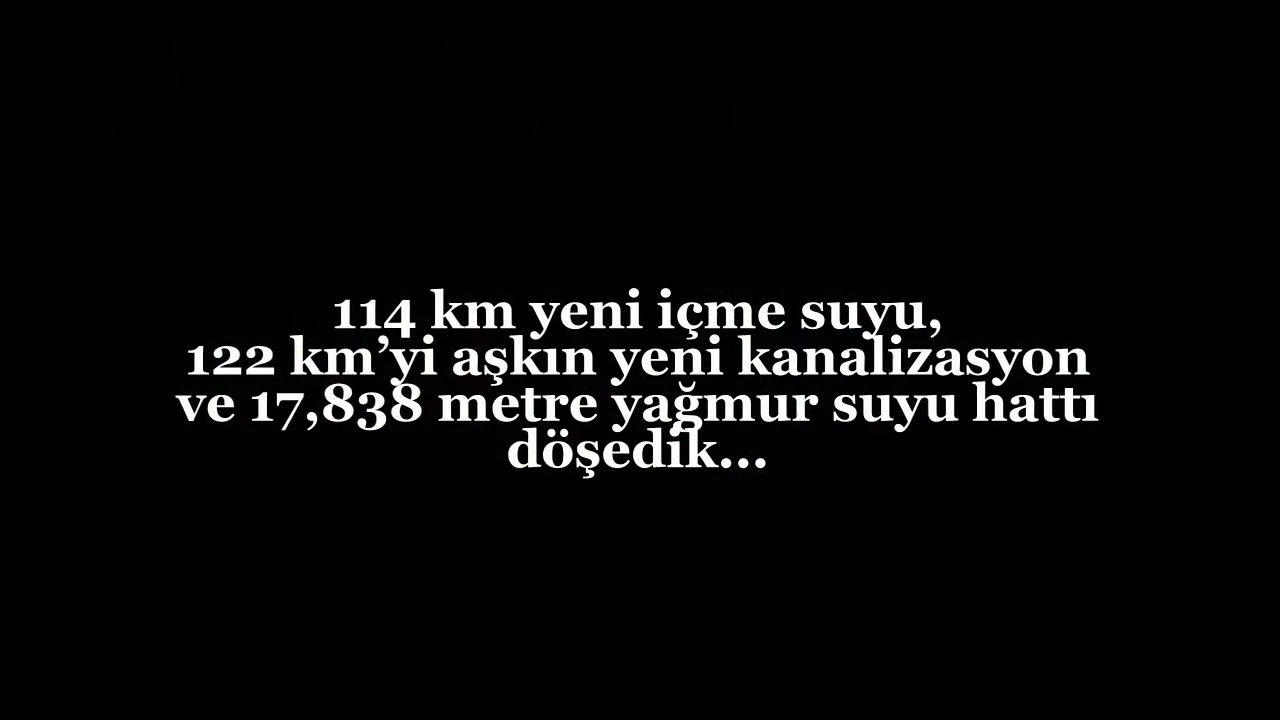 114 km yeni içme suyu,
122 km’yi aşkın yeni kanalizasyon
ve 17,838 metre yağmur suyu hattı
döşedik...